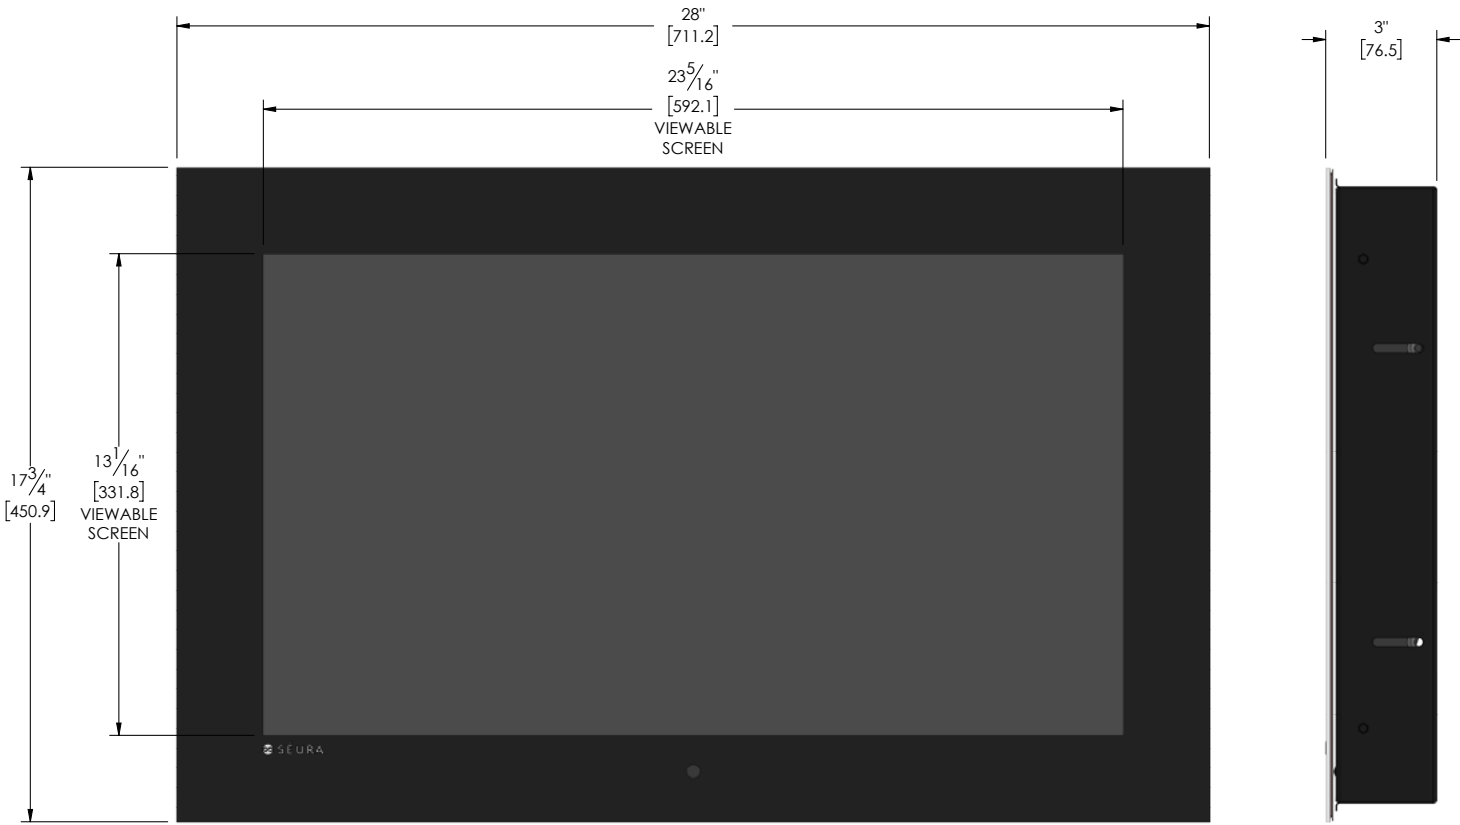 28"
[711.2]
23 5/16"
[592.1]
VIEWABLE
SCREEN
3"
[76.5]
17 3/4"
[450.9]
13 1/16"
[331.8]
VIEWABLE
SCREEN
SEURA